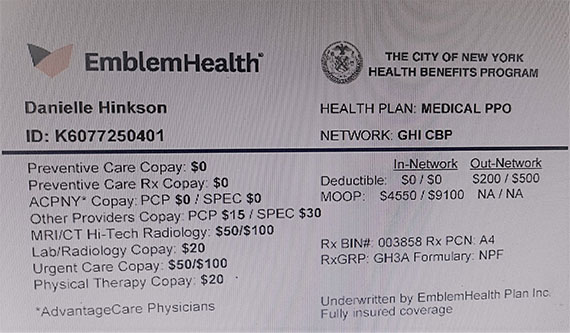 EmblemHealth®
THE CITY OF NEW YORK
HEALTH BENEFITS PROGRAM
Danielle Hinkson
HEALTH PLAN: MEDICAL PPO
ID: K6077250401
NETWORK: GHI CBP
Preventive Care Copay: $0
Preventive Care Rx Copay: $0
ACPNY* Copay: PCP $0 / SPEC $0
Other Providers Copay: PCP $15 / SPEC $30
MRI/CT Hi-Tech Radiology: $50/$100
Lab/Radiology Copay: $20
Urgent Care Copay: $50/$100
Physical Therapy Copay: $20
*AdvantageCare Physicians
In-Network Out-Network
Deductible: $0 / $0 $200 / $500
MOOP: $4550 / $9100 NA / NA
Rx BIN#: 003858 Rx PCN: A4
RxGRP: GH3A Formulary: NPF
Underwritten by EmblemHealth Plan Inc.
Fully insured coverage